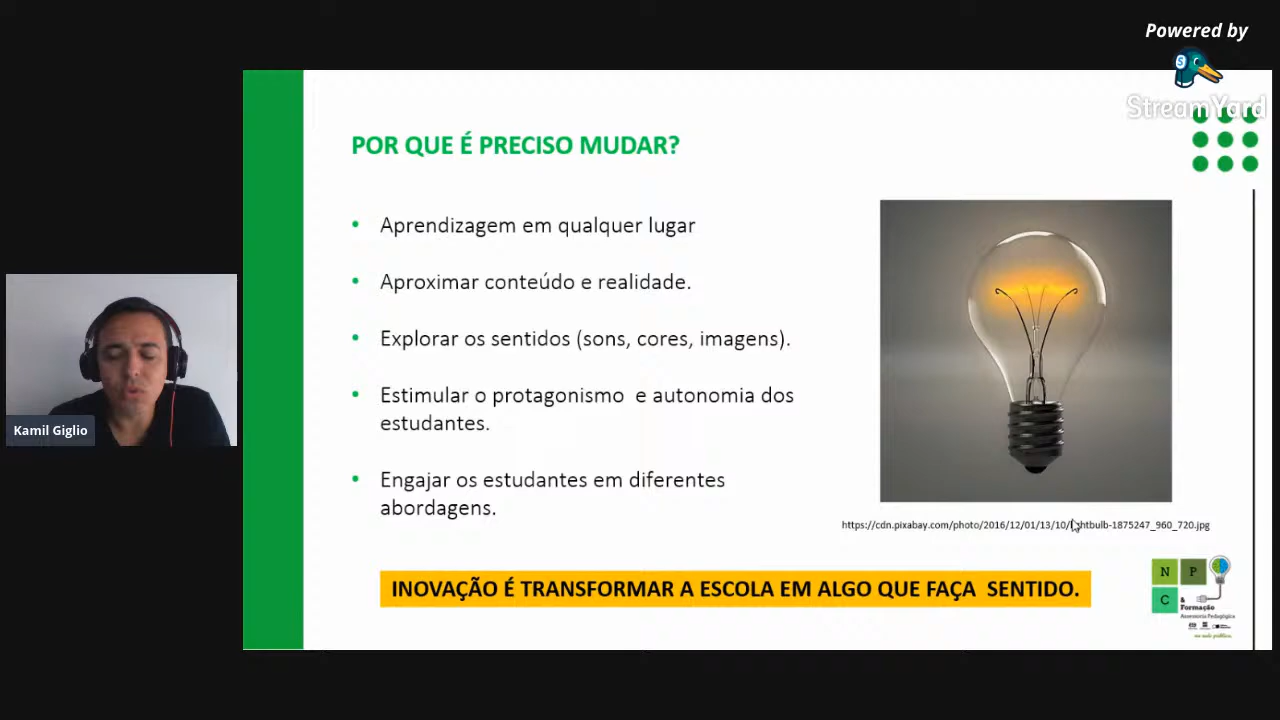 Powered by
StreamYard
POR QUE É PRECISO MUDAR?
• Aprendizagem em qualquer lugar
• Aproximar conteúdo e realidade.
• Explorar os sentidos (sons, cores, imagens).
• Estimular o protagonismo e autonomia dos
estudantes.
• Engajar os estudantes em diferentes
abordagens.
https://cdn.pixabay.com/photo/2016/12/01/13/10/lightbulb-1875247_960_720.jpg
INOVAÇÃO É TRANSFORMAR A ESCOLA EM ALGO QUE FAÇA SENTIDO.
Kamil Giglio
N P
C &
Formação
Assessoria Pedagógica